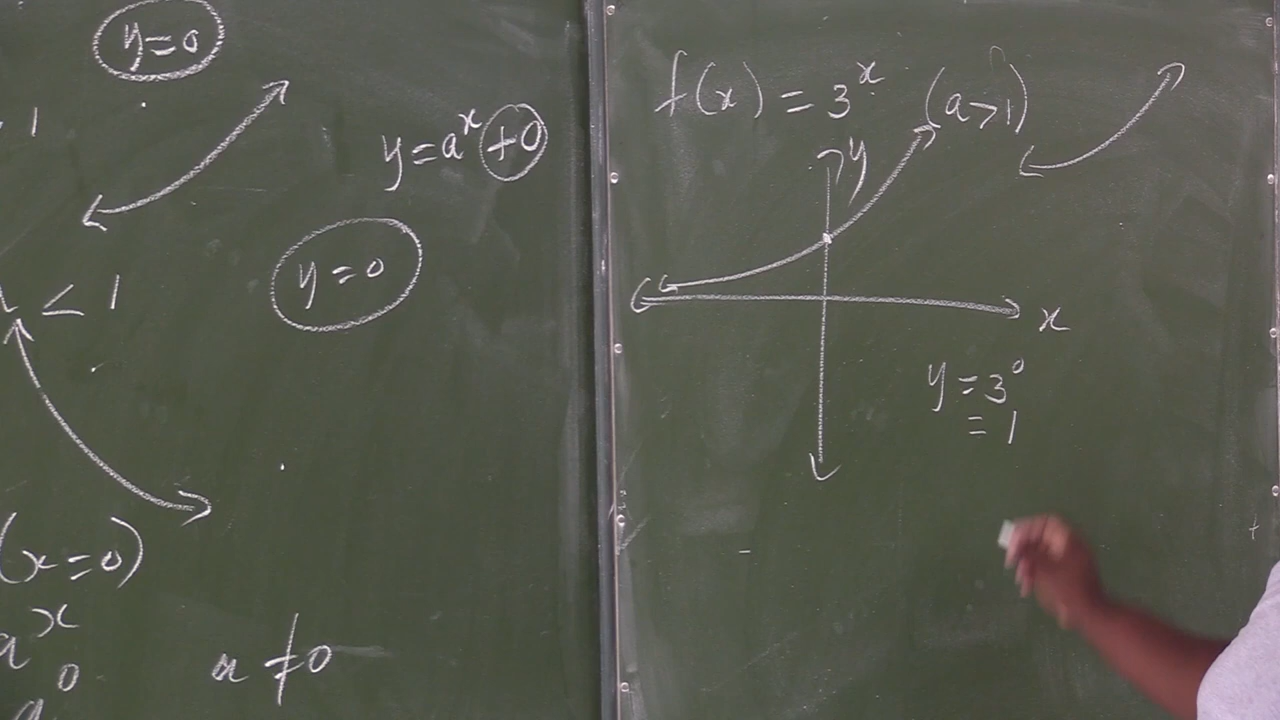 y=0
1
y=a^x+0
y=0
< 1
(x=0)
a^x
a^0
a≠0
f(x)=3^x (a>1)
y
x
y=3^0
=1